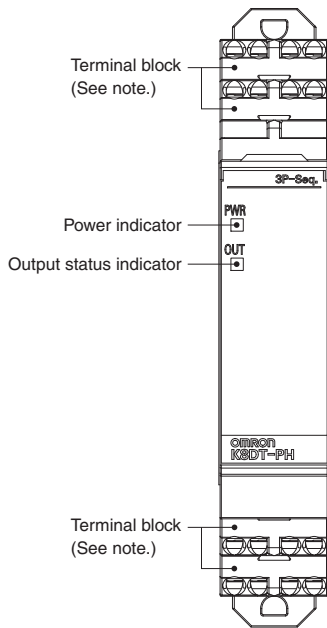 Terminal block
(See note.)
3P-Seq.
PWR
Power indicator
OUT
Output status indicator
OMRON
K8DT-PH
Terminal block
(See note.)